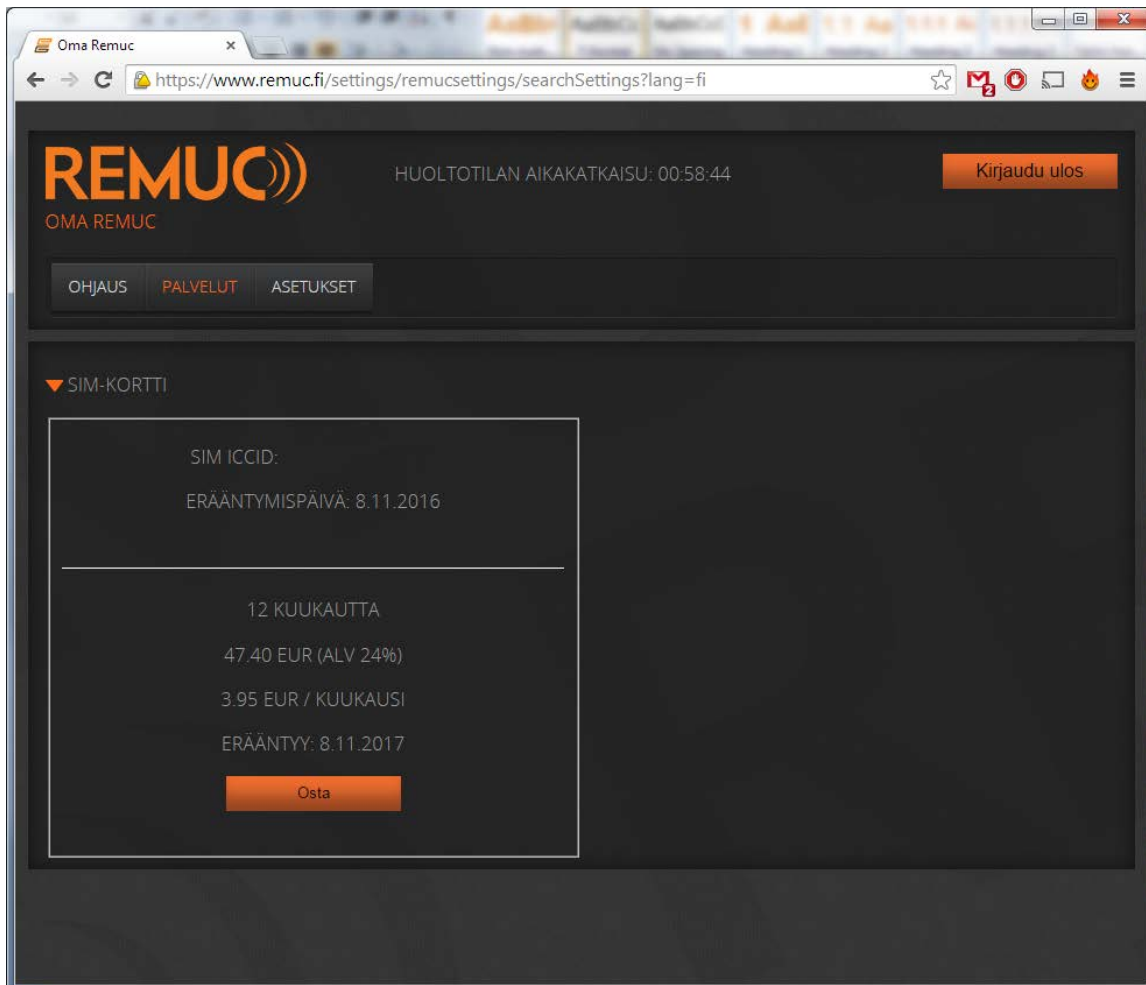 Oma Remuc
https://www.remuc.fi/settings/remucsettings/searchSettings?lang=fi
2
REMUC
HUOLTOTILAN AIKAKATKAISU: 00:58:44
Kirjaudu ulos
OMA REMUC
OHJAUS PALVELUT ASETUKSET
SIM-KORTTI
SIM ICCID:
ERÄÄNTYMISPÄIVÄ: 8.11.2016
12 KUUKAUTTA
47.40 EUR (ALV 24%)
3.95 EUR / KUUKAUSI
ERÄÄNTYY: 8.11.2017
Osta